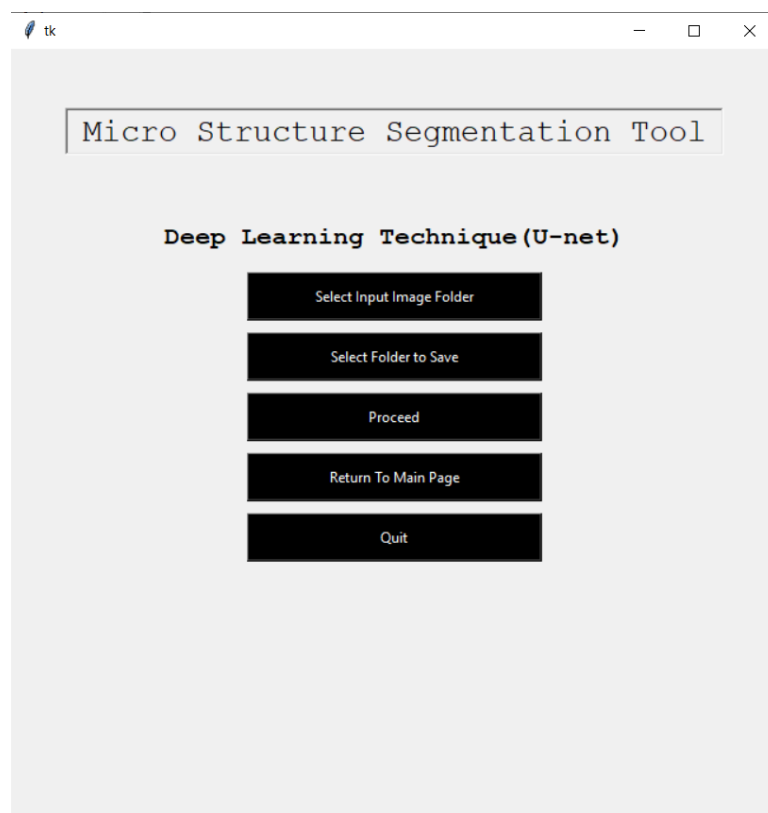 tk
Micro Structure Segmentation Tool
Deep Learning Technique(U-net)
Select Input Image Folder
Select Folder to Save
Proceed
Return To Main Page
Quit